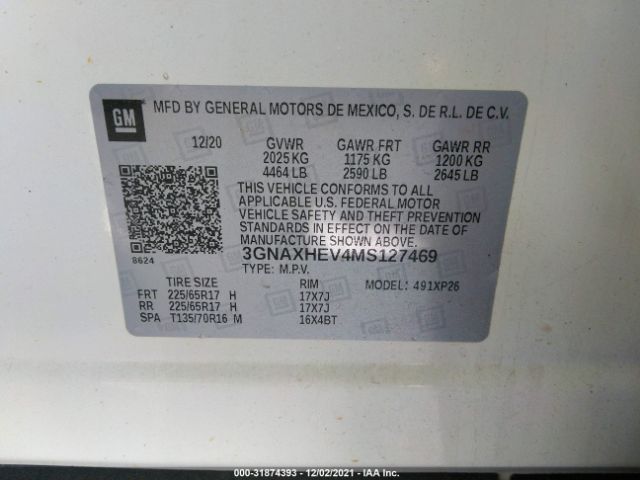 GM
MFD BY GENERAL MOTORS DE MEXICO, S. DE R.L. DE C.V.
12/20 GVWR GAWR FRT GAWR RR
2025 KG 1175 KG 1200 KG
4464 LB 2590 LB 2645 LB
THIS VEHICLE CONFORMS TO ALL
APPLICABLE U.S. FEDERAL MOTOR
VEHICLE SAFETY AND THEFT PREVENTION
STANDARDS IN EFFECT ON THE DATE OF
MANUFACTURE SHOWN ABOVE.
8624
3GNAXHEV4MS127469
TYPE: M.P.V.
TIRE SIZE RIM MODEL: 491XP26
FRT 225/65R17 H 17X7J
RR 225/65R17 H 17X7J
SPA T135/70R16 M 16X4BT
000-31874393 - 12/02/2021 - IAA Inc.